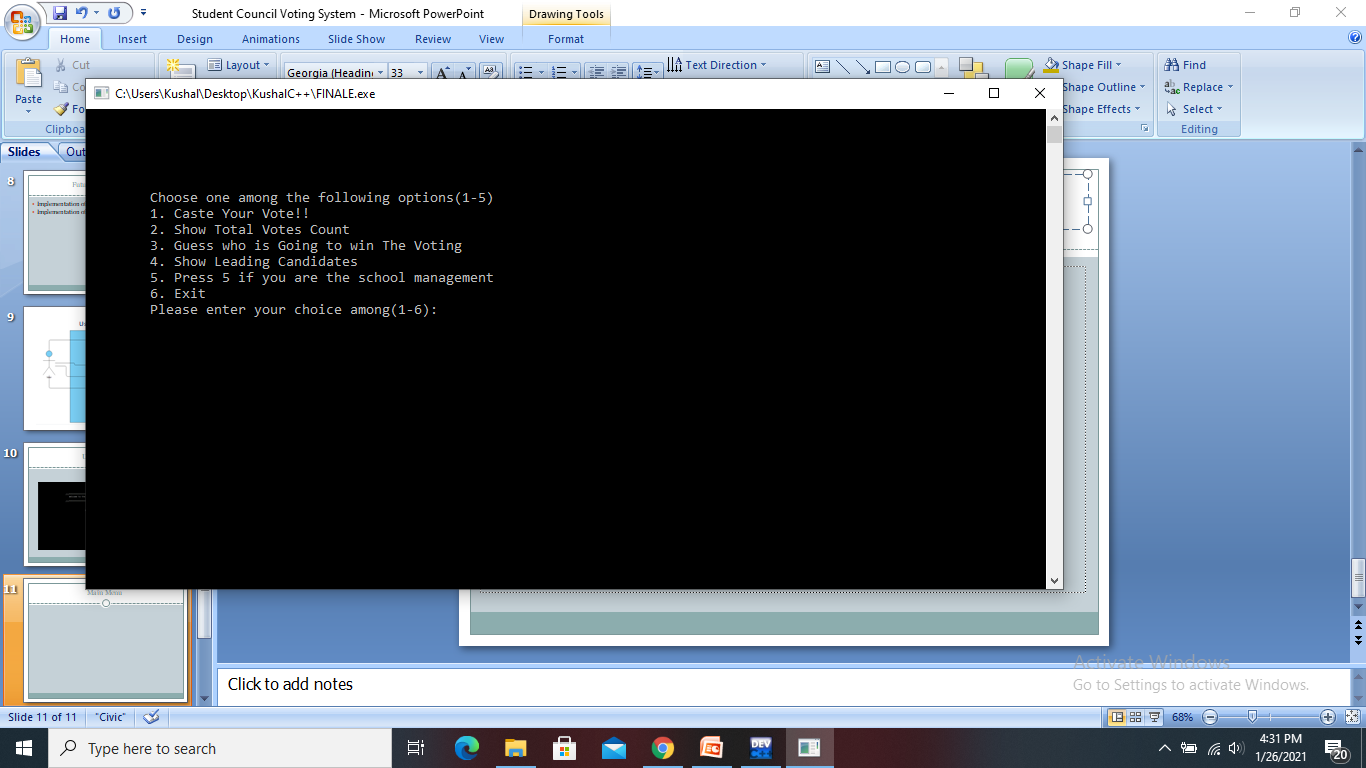 Student Council Voting System - Microsoft PowerPoint
Drawing Tools
Home Insert Design Animations Slide Show Review View Format
Cut
Layout
Georgia (Headin 33
Text Direction
Shape Fill
Find
Paste
Shape Outline
Replace
Shape Effects
Select
Editing
Slides
C:\Users\Kushal\Desktop\KushalC++\FINALE.exe
Choose one among the following options(1-5)
1. Caste Your Vote!!
2. Show Total Votes Count
3. Guess who is Going to win The Voting
4. Show Leading Candidates
5. Press 5 if you are the school management
6. Exit
Please enter your choice among(1-6):
8
9
10
11
Main Menu
Click to add notes
Activate Windows
Go to Settings to activate Windows.
Slide 11 of 11 "Civic" 68%
Type here to search
DEV
4:31 PM
1/26/2021
20